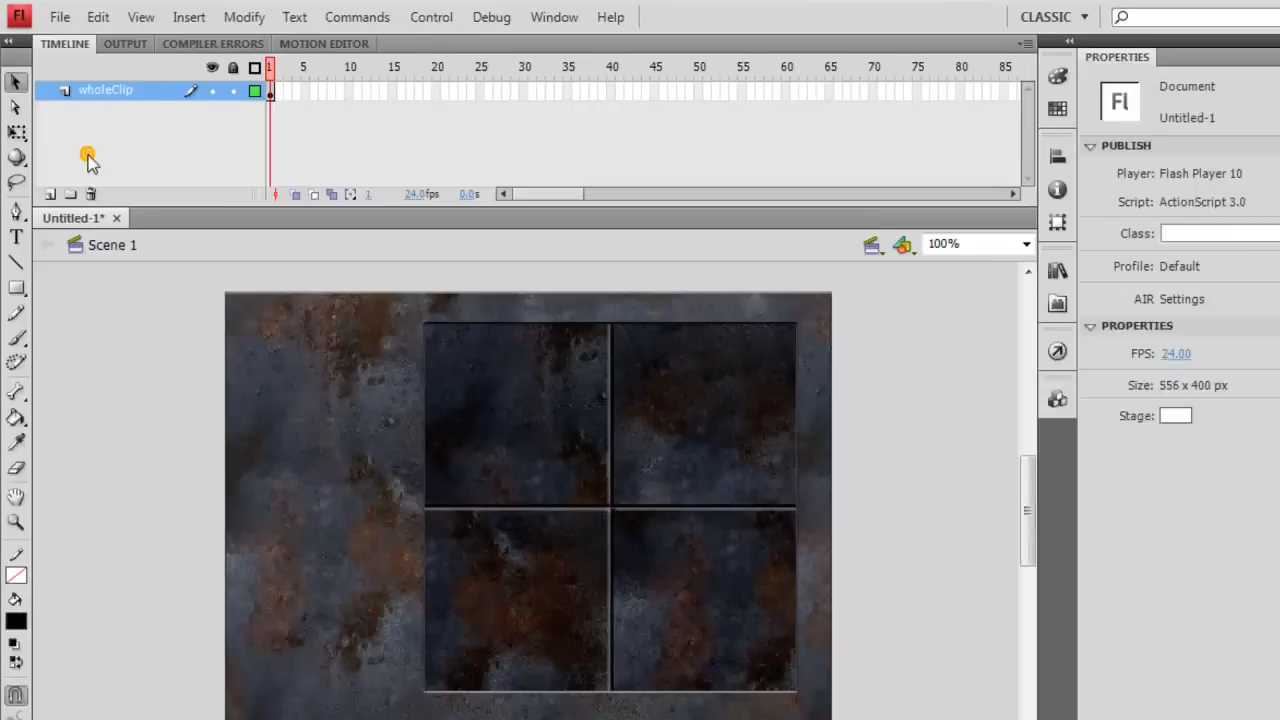 Fl File Edit View Insert Modify Text Commands Control Debug Window Help CLASSIC
TIMELINE OUTPUT COMPILER ERRORS MOTION EDITOR
PROPERTIES
1 5 10 15 20 25 30 35 40 45 50 55 60 65 70 75 80 85
wholeClip
Fl Document
Untitled-1
PUBLISH
Player: Flash Player 10
1 24.0fps 0.0s
Script: ActionScript 3.0
Untitled-1*
Class:
Scene 1 100%
Profile: Default
AIR Settings
PROPERTIES
FPS: 24.00
Size: 556 x 400 px
Stage:
T